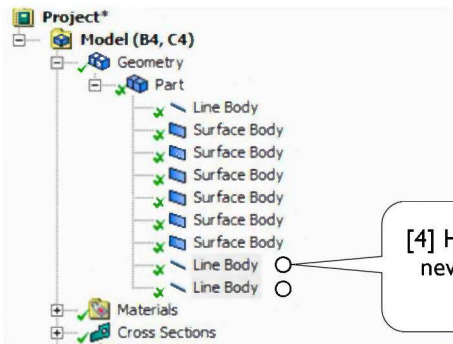 Project*
Model (B4, C4)
Geometry
Part
Line Body
Surface Body
Surface Body
Surface Body
Surface Body
Surface Body
Surface Body
Line Body
Line Body
[4] H
nev
Materials
Cross Sections